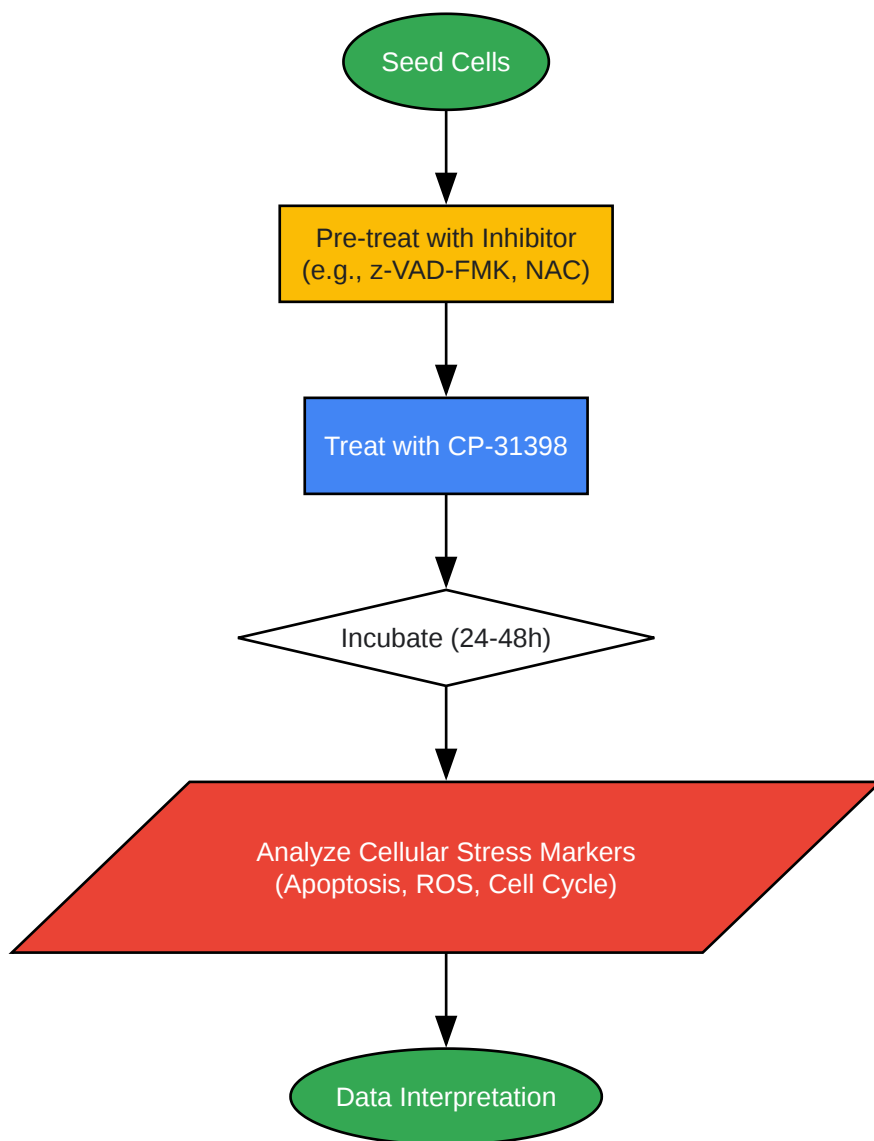 Seed Cells
Pre-treat with Inhibitor
(e.g., z-VAD-FMK, NAC)
Treat with CP-31398
Incubate (24-48h)
Analyze Cellular Stress Markers
(Apoptosis, ROS, Cell Cycle)
Data Interpretation